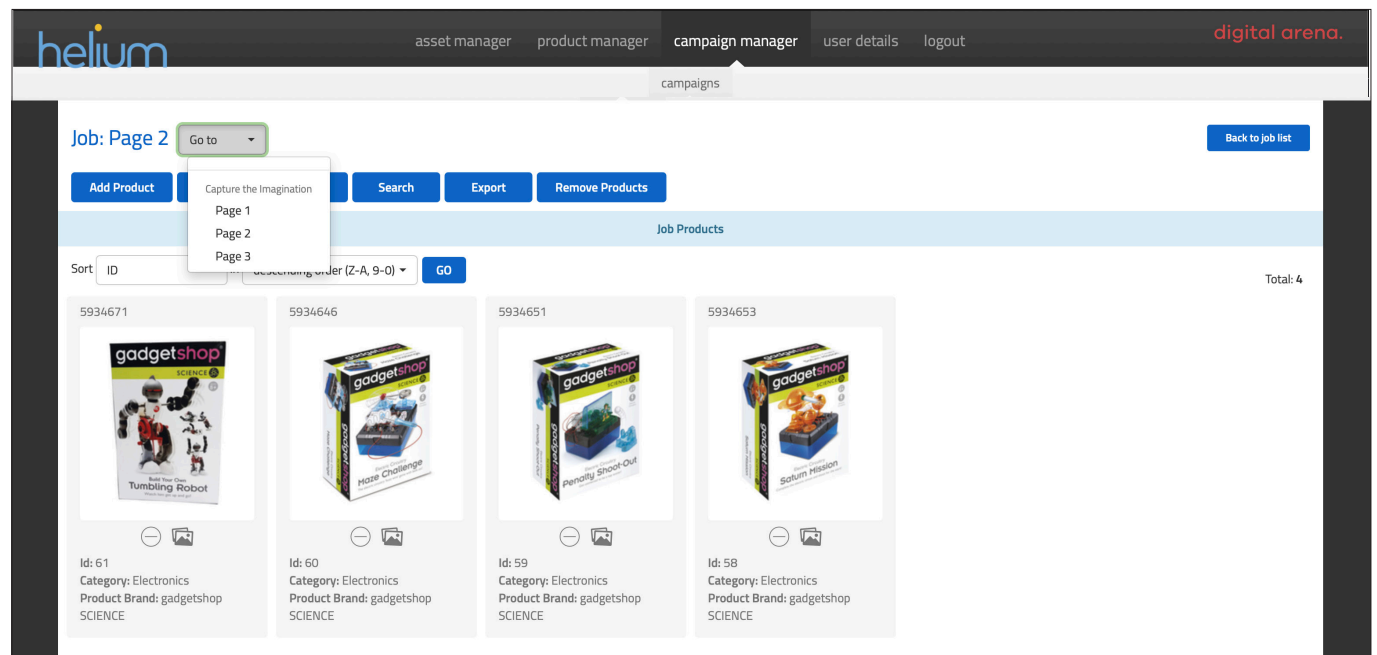 helium
asset manager product manager campaign manager user details logout
digital arena.
campaigns
Job: Page 2 Go to
Back to job list
Add Product Search Export Remove Products
Capture the Imagination
Page 1
Page 2
Page 3
Job Products
Sort ID descending order (Z-A, 9-0) GO
Total: 4
5934671 5934646 5934651 5934653
gadgetshop
SCIENCE
Build Your Own
Tumbling Robot
gadgetshop
SCIENCE
gadgetshop
Maze Challenge
gadgetshop
SCIENCE
gadgetshop
Penalty Shoot-Out
gadgetshop
SCIENCE
gadgetshop
Saturn Mission
Id: 61 Id: 60 Id: 59 Id: 58
Category: Electronics Category: Electronics Category: Electronics Category: Electronics
Product Brand: gadgetshop Product Brand: gadgetshop Product Brand: gadgetshop Product Brand: gadgetshop
SCIENCE SCIENCE SCIENCE SCIENCE